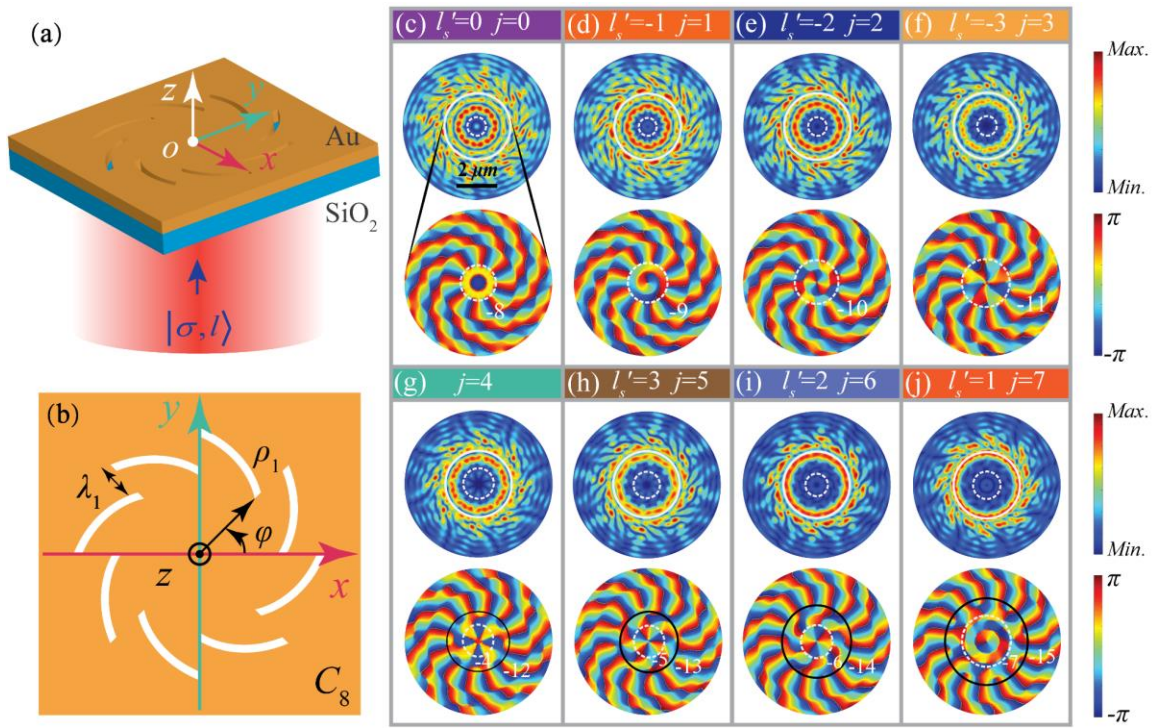 (a)
z
y
o
x
Au
SiO₂
|σ, l⟩
(b)
y
ρ₁
λ₁
φ
z
x
C₈
(c) lₛ'=0 j=0
(d) lₛ'=-1 j=1
(e) lₛ'=-2 j=2
(f) lₛ'=-3 j=3
2 μm
-8
-9
-10
-11
Max.
Min.
π
-π
(g) j=4
(h) lₛ'=3 j=5
(i) lₛ'=2 j=6
(j) lₛ'=1 j=7
-4 -12
-5 -13
-6 -14
-7 -15
Max.
Min.
π
-π